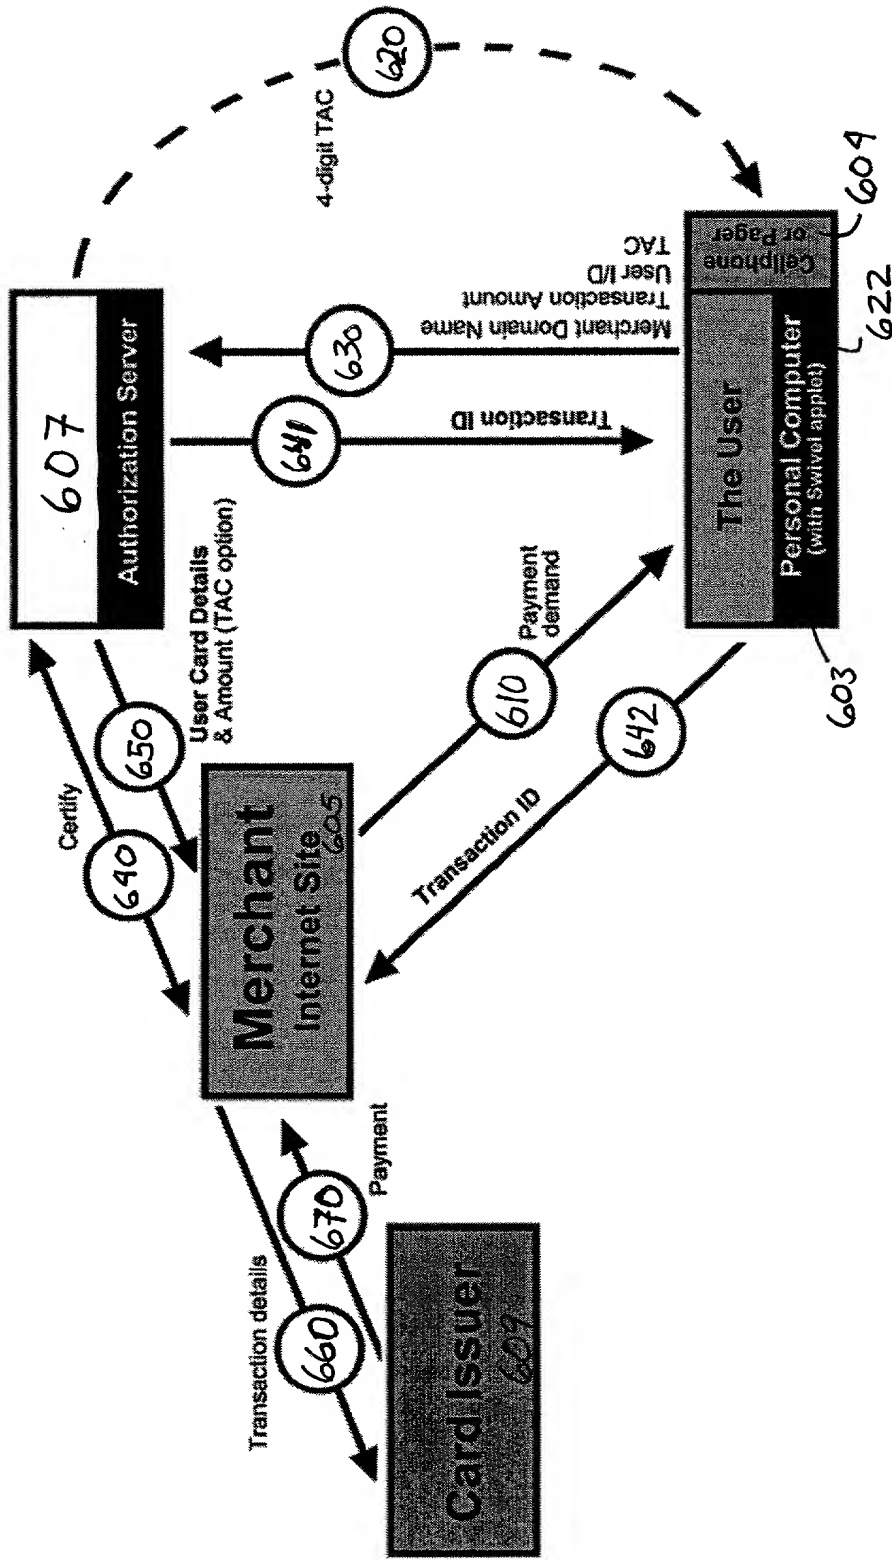 607
Authorization Server
Certify
640
650
User Card Details
& Amount (TAC option)
4-digit TAC
620
641
Transaction ID
630
Merchant Domain Name
Transaction Amount
User I/D
TAC
Merchant
Internet Site
605
610
Payment
demand
642
Transaction ID
The User
Personal Computer
(with Swivel applet)
Cellphone
or Pager
603
622
604
Transaction details
660
670
Payment
Card Issuer
609